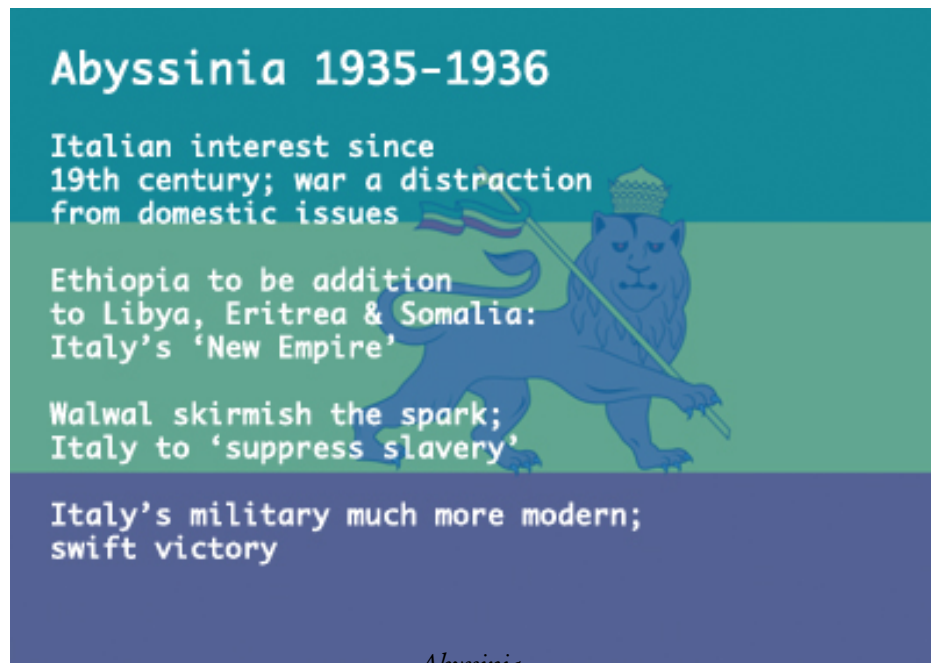 Abyssinia 1935-1936
Italian interest since
19th century; war a distraction
from domestic issues
Ethiopia to be addition
to Libya, Eritrea & Somalia:
Italy's ‘New Empire’
Walwal skirmish the spark;
Italy to ‘suppress slavery’
Italy’s military much more modern;
swift victory